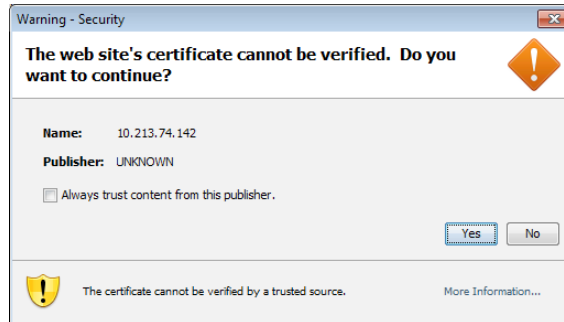 Warning - Security
The web site's certificate cannot be verified. Do you
want to continue?
Name: 10.213.74.142
Publisher: UNKNOWN
Always trust content from this publisher.
Yes No
The certificate cannot be verified by a trusted source. More Information...